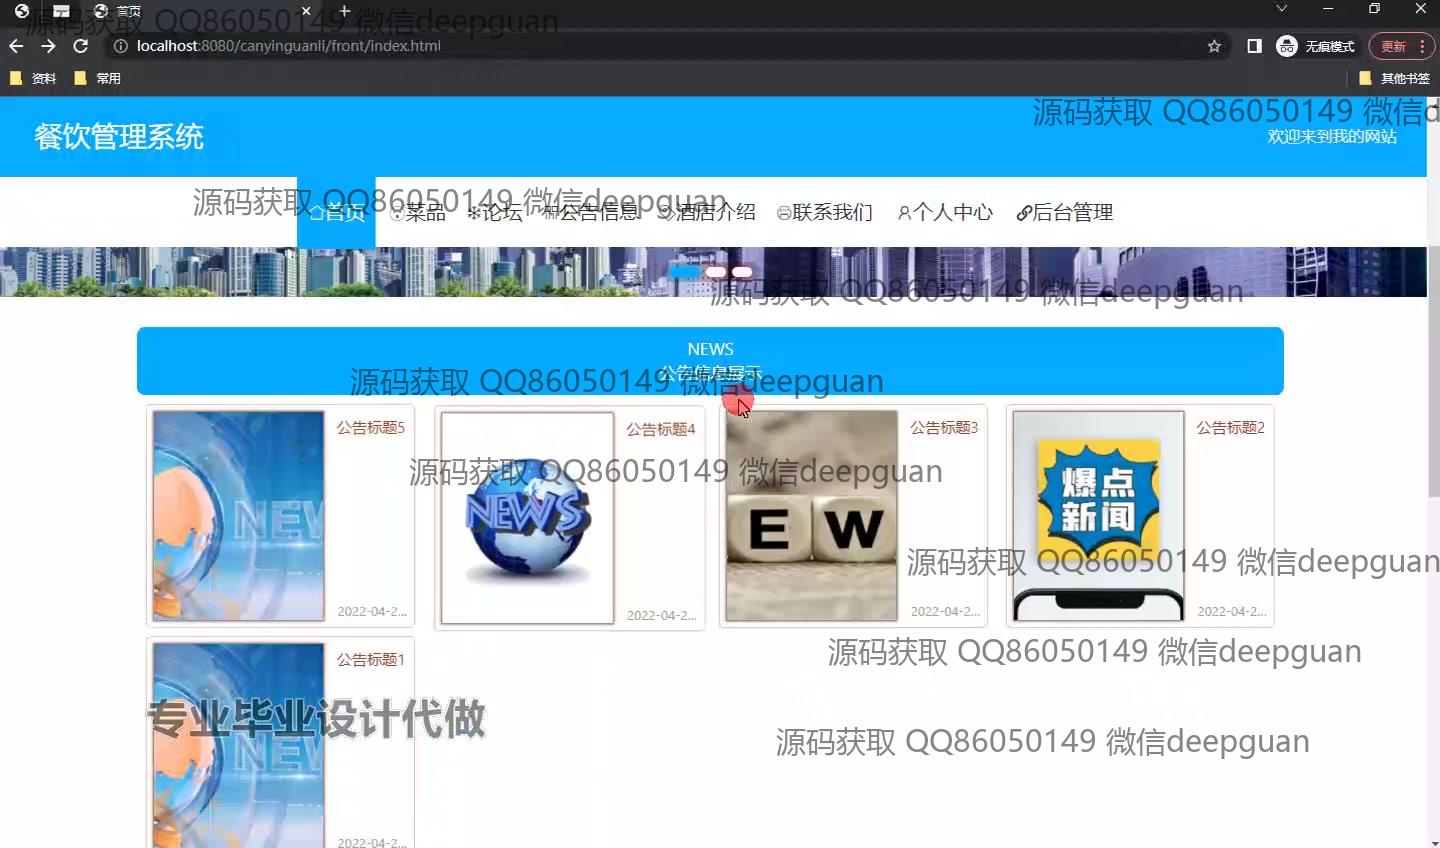 首页
源码获取 QQ86050149 微信deepguan
localhost:8080/canyinguanli/front/index.html
无痕模式
更新
资料
常用
其他书签
源码获取 QQ86050149 微信d
餐饮管理系统
欢迎来到我的网站
源码获取 QQ86050149 微信deepguan
首页
菜品
论坛
公告信息
酒店介绍
联系我们
个人中心
后台管理
源码获取 QQ86050149 微信deepguan
NEWS
公告信息展示
源码获取 QQ86050149 微信deepguan
公告标题5
公告标题4
公告标题3
公告标题2
源码获取 QQ86050149 微信deepguan
NEW
NEWS
E W
爆点
新闻
源码获取 QQ86050149 微信deepguan
2022-04-2...
2022-04-2...
2022-04-2...
2022-04-2...
源码获取 QQ86050149 微信deepguan
公告标题1
专业毕业设计代做
源码获取 QQ86050149 微信deepguan
NEW
2022-04-2...